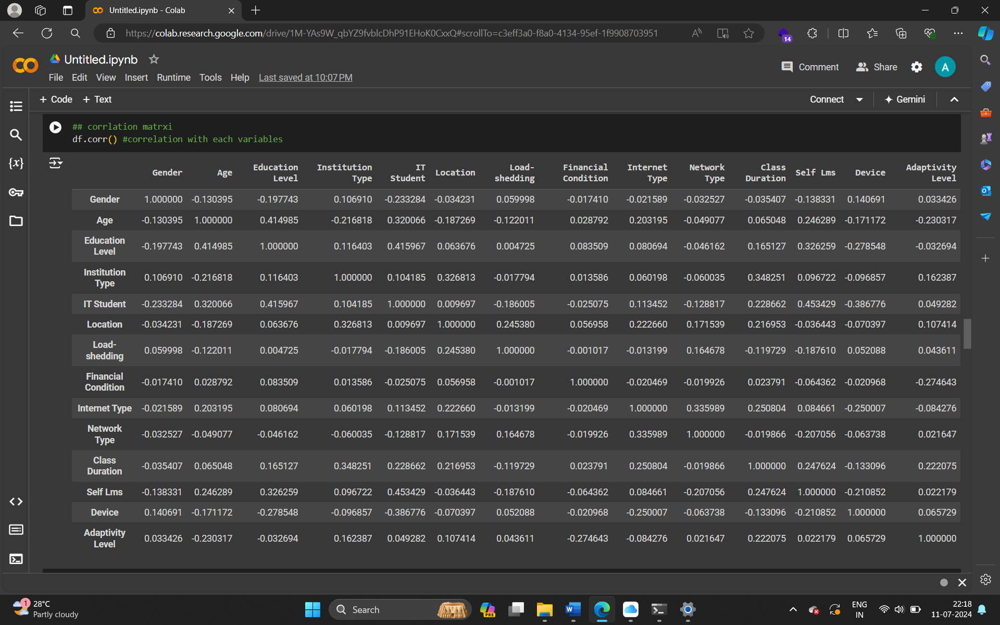 Untitled.ipynb - Colab
https://colab.research.google.com/drive/1M-YAs9W_qbYZ9fvblcDhP91EHoK0CxxQ#scrollTo=c3eff3a0-f8a0-4134-95ef-1f9908703951
14
Untitled.ipynb
Comment Share A
File Edit View Insert Runtime Tools Help Last saved at 10:07 PM
+ Code + Text Connect Gemini
## corrlation matrxi
df.corr() #correlation with each variables
Gender Age Education Level Institution Type IT Student Location Load-shedding Financial Condition Internet Type Network Type Class Duration Self Lms Device Adaptivity Level
Gender 1.000000 -0.130395 -0.197743 0.106910 -0.233284 -0.034231 0.059998 -0.017410 -0.021589 -0.032527 -0.035407 -0.138331 0.140691 0.033426
Age -0.130395 1.000000 0.414985 -0.216818 0.320066 -0.187269 -0.122011 0.028792 0.203195 -0.049077 0.065048 0.246289 -0.171172 -0.230317
Education Level -0.197743 0.414985 1.000000 0.116403 0.415967 0.063676 0.004725 0.083509 0.080694 -0.046162 0.165127 0.326259 -0.278548 -0.032694
Institution Type 0.106910 -0.216818 0.116403 1.000000 0.104185 0.326813 -0.017794 0.013586 0.060198 -0.060035 0.348251 0.096722 -0.096857 0.162387
IT Student -0.233284 0.320066 0.415967 0.104185 1.000000 0.009697 -0.186005 -0.025075 0.113452 -0.128817 0.228662 0.453429 -0.386776 0.049282
Location -0.034231 -0.187269 0.063676 0.326813 0.009697 1.000000 0.245380 0.056958 0.222660 0.171539 0.216953 -0.036443 -0.070397 0.107414
Load-shedding 0.059998 -0.122011 0.004725 -0.017794 -0.186005 0.245380 1.000000 -0.001017 -0.013199 0.164678 -0.119729 -0.187610 0.052088 0.043611
Financial Condition -0.017410 0.028792 0.083509 0.013586 -0.025075 0.056958 -0.001017 1.000000 -0.020469 -0.019926 0.023791 -0.064362 -0.020968 -0.274643
Internet Type -0.021589 0.203195 0.080694 0.060198 0.113452 0.222660 -0.013199 -0.020469 1.000000 0.335989 0.250804 0.084661 -0.250007 -0.084276
Network Type -0.032527 -0.049077 -0.046162 -0.060035 -0.128817 0.171539 0.164678 -0.019926 0.335989 1.000000 -0.019866 -0.207056 -0.063738 0.021647
Class Duration -0.035407 0.065048 0.165127 0.348251 0.228662 0.216953 -0.119729 0.023791 0.250804 -0.019866 1.000000 0.247624 -0.133096 0.222075
Self Lms -0.138331 0.246289 0.326259 0.096722 0.453429 -0.036443 -0.187610 -0.064362 0.084661 -0.207056 0.247624 1.000000 -0.210852 0.022179
Device 0.140691 -0.171172 -0.278548 -0.096857 -0.386776 -0.070397 0.052088 -0.020968 -0.250007 -0.063738 -0.133096 -0.210852 1.000000 0.065729
Adaptivity Level 0.033426 -0.230317 -0.032694 0.162387 0.049282 0.107414 0.043611 -0.274643 -0.084276 0.021647 0.222075 0.022179 0.065729 1.000000
1 28°C
Partly cloudy
Search
PRE
ENG
IN
22:18
11-07-2024